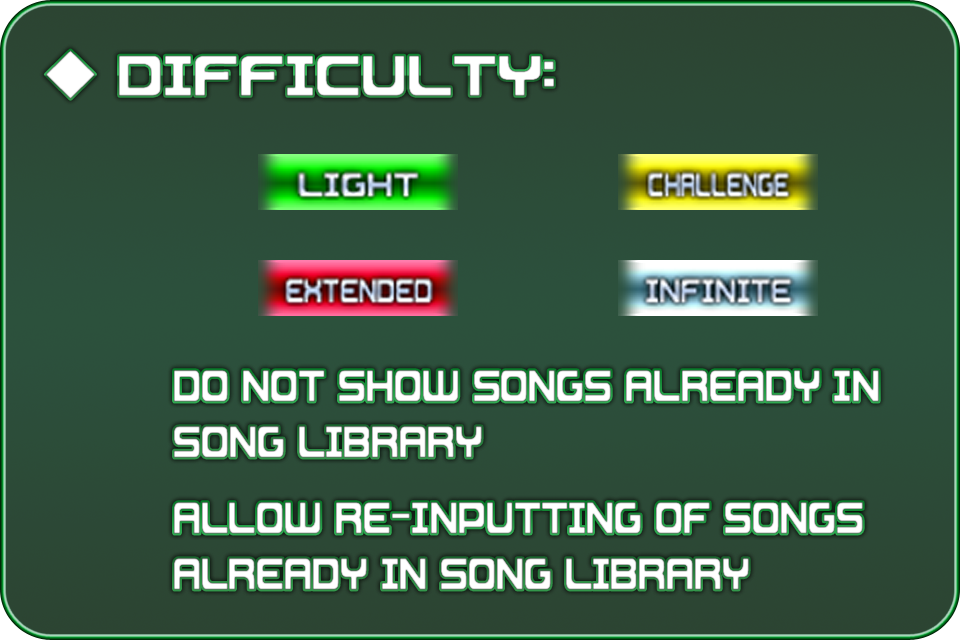 DIFFICULTY:
LIGHT CHALLENGE
EXTENDED INFINITE
DO NOT SHOW SONGS ALREADY IN
SONG LIBRARY
ALLOW RE-INPUTTING OF SONGS
ALREADY IN SONG LIBRARY